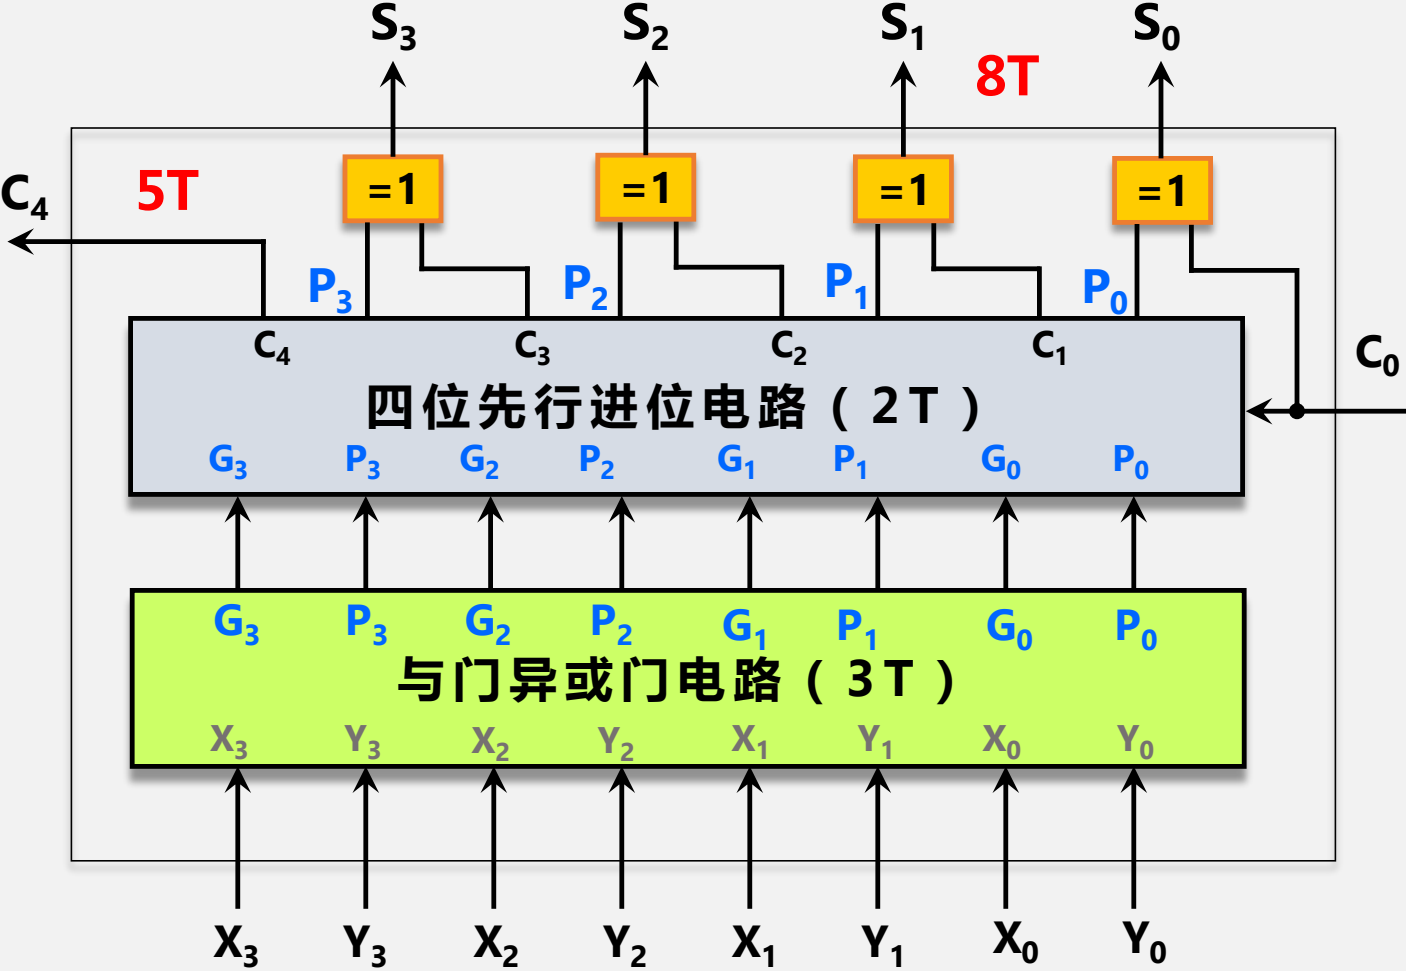 S3 S2 S1 S0
8T
C4 5T =1 =1 =1 =1
P3 P2 P1 P0
C4 C3 C2 C1 C0
四位先行进位电路（2T）
G3 P3 G2 P2 G1 P1 G0 P0
G3 P3 G2 P2 G1 P1 G0 P0
与门异或门电路（3T）
X3 Y3 X2 Y2 X1 Y1 X0 Y0
X3 Y3 X2 Y2 X1 Y1 X0 Y0